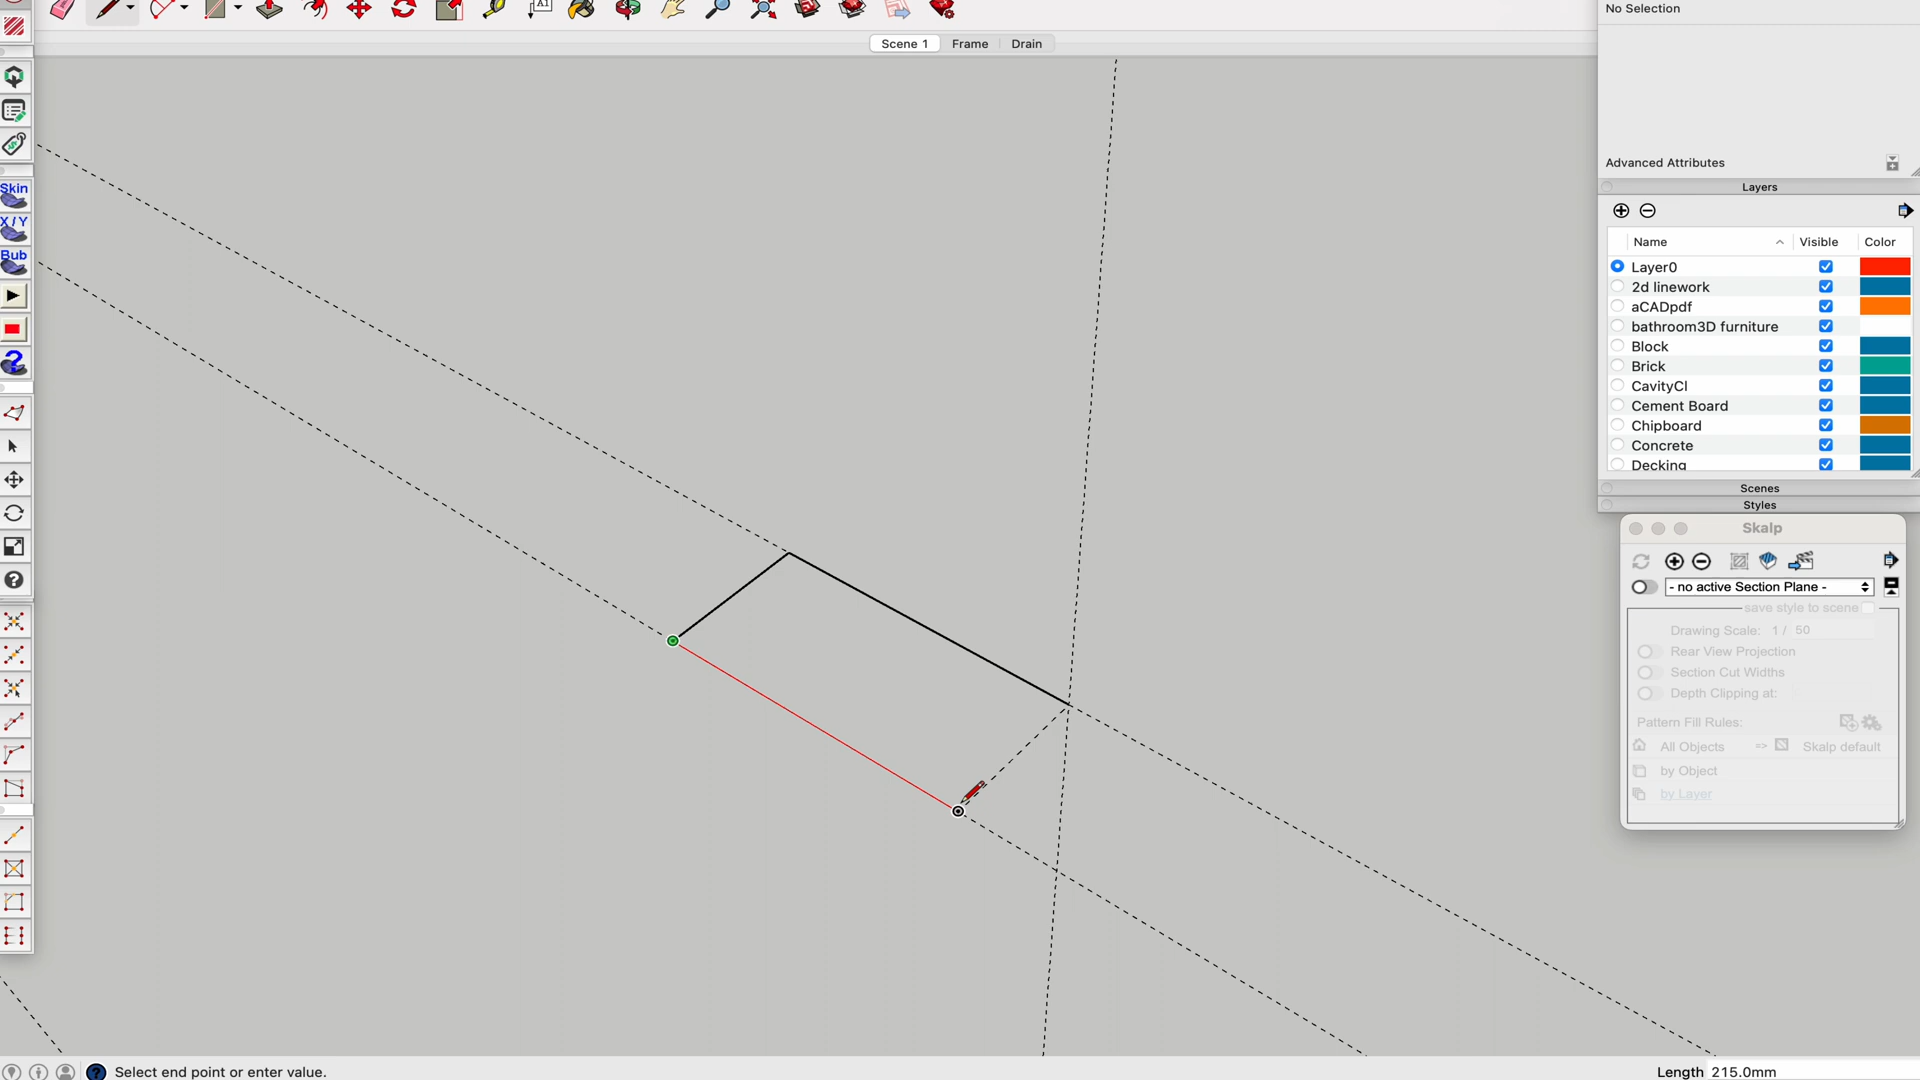 A1
No Selection
Scene 1 Frame Drain
Advanced Attributes
Layers
Name Visible Color
Layer0
2d linework
aCADpdf
bathroom3D furniture
Block
Brick
CavityCl
Cement Board
Chipboard
Concrete
Decking
Scenes
Styles
Skalp
- no active Section Plane -
save style to scene
Drawing Scale: 1 / 50
Rear View Projection
Section Cut Widths
Depth Clipping at:
Pattern Fill Rules:
All Objects => Skalp default
by Object
by Layer
Skin
X/Y
Bub
Select end point or enter value.
Length 215.0mm